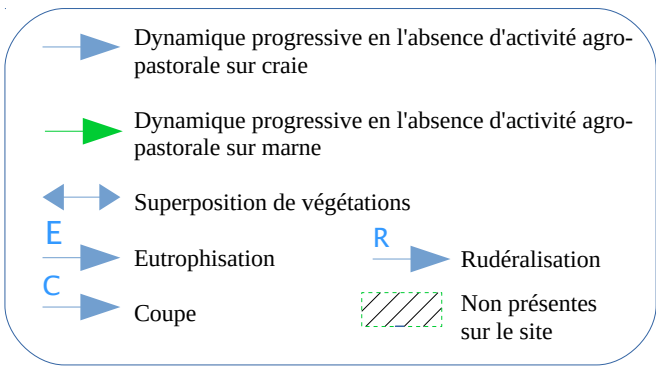 Dynamique progressive en l'absence d'activité agro-
pastorale sur craie
Dynamique progressive en l'absence d'activité agro-
pastorale sur marne
Superposition de végétations
E
Eutrophisation
R
Rudéralisation
C
Coupe
Non présentes
sur le site